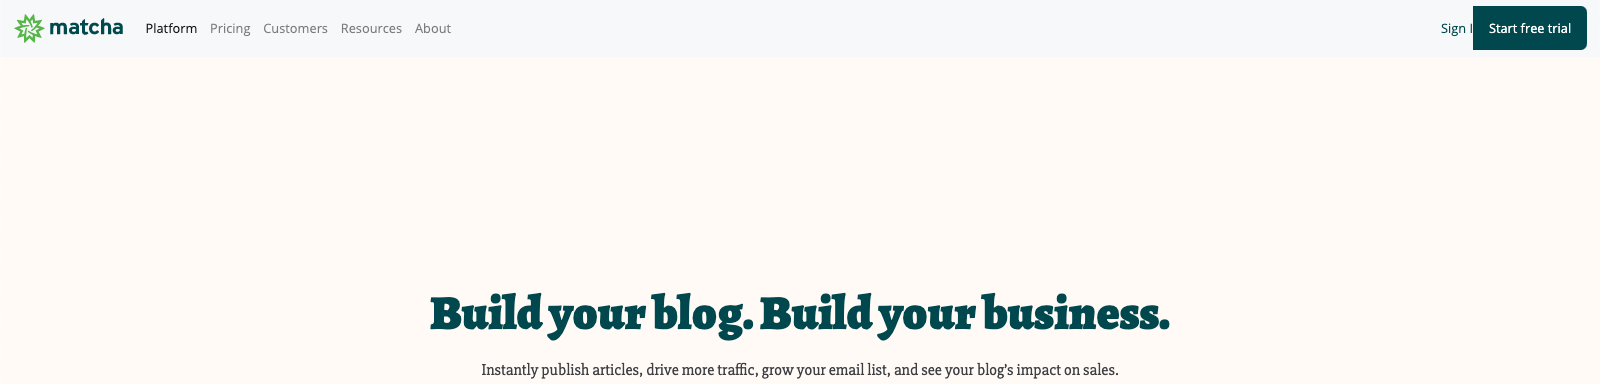 matcha Platform Pricing Customers Resources About Sign I Start free trial
Build your blog. Build your business.
Instantly publish articles, drive more traffic, grow your email list, and see your blog's impact on sales.